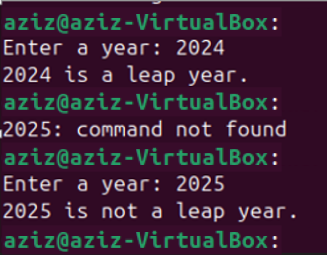 aziz@aziz-VirtualBox:
Enter a year: 2024
2024 is a leap year.
aziz@aziz-VirtualBox:
2025: command not found
aziz@aziz-VirtualBox:
Enter a year: 2025
2025 is not a leap year.
aziz@aziz-VirtualBox: